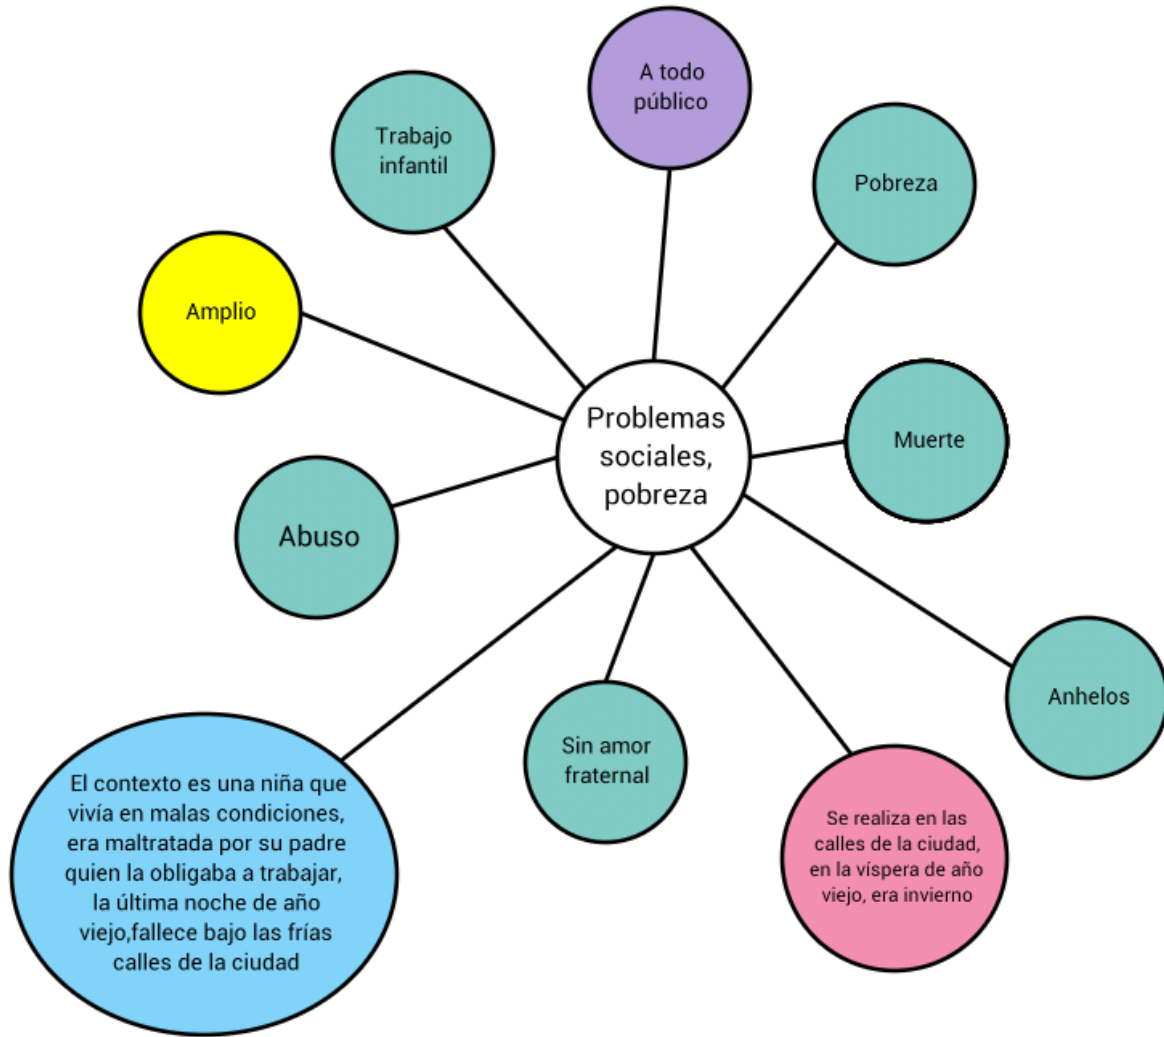 A todo
público
Trabajo
infantil
Pobreza
Amplio
Problemas
sociales,
pobreza
Muerte
Abuso
Anhelos
Sin amor
fraternal
El contexto es una niña que
vivía en malas condiciones,
era maltratada por su padre
quien la obligaba a trabajar,
la última noche de año
viejo,fallece bajo las frías
calles de la ciudad
Se realiza en las
calles de la ciudad,
en la víspera de año
viejo, era invierno